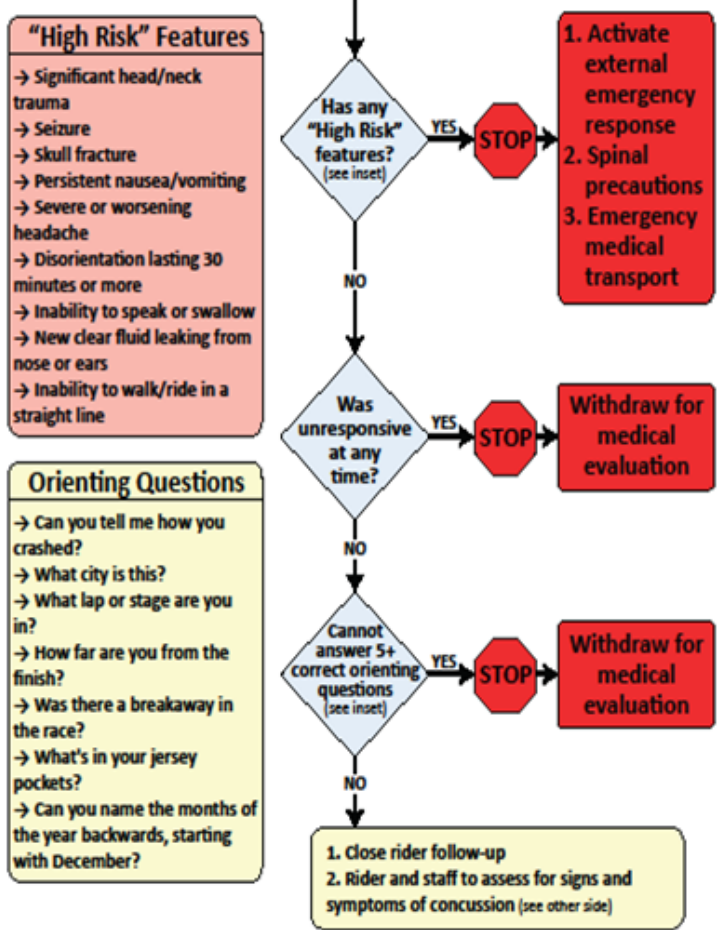 “High Risk” Features
→ Significant head/neck
trauma
→ Seizure
→ Skull fracture
→ Persistent nausea/vomiting
→ Severe or worsening
headache
→ Disorientation lasting 30
minutes or more
→ Inability to speak or swallow
→ New clear fluid leaking from
nose or ears
→ Inability to walk/ride in a
straight line
Orienting Questions
→ Can you tell me how you
crashed?
→ What city is this?
→ What lap or stage are you
in?
→ How far are you from the
finish?
→ Was there a breakaway in
the race?
→ What's in your jersey
pockets?
→ Can you name the months of
the year backwards, starting
with December?
Has any
“High Risk”
features?
(see inset)
YES
STOP
1. Activate
external
emergency
response
2. Spinal
precautions
3. Emergency
medical
transport
NO
Was
unresponsive
at any
time?
YES
STOP
Withdraw for
medical
evaluation
NO
Cannot
answer 5+
correct orienting
questions
(see inset)
YES
STOP
Withdraw for
medical
evaluation
NO
1. Close rider follow-up
2. Rider and staff to assess for signs and
symptoms of concussion (see other side)